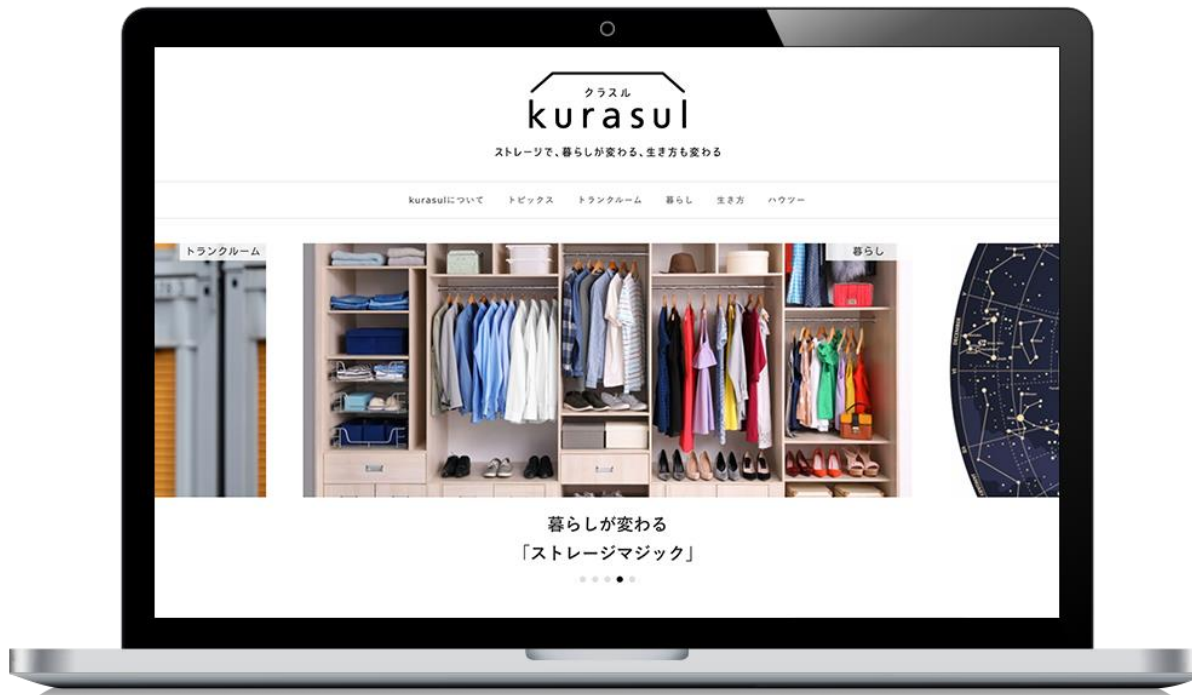 クラスル
kurasul
ストレージで、暮らしが変わる、生き方も変わる
kurasulについて トピックス トランクルーム 暮らし 生き方 ハウツー
トランクルーム
暮らし
暮らしが変わる
「ストレージマジック」